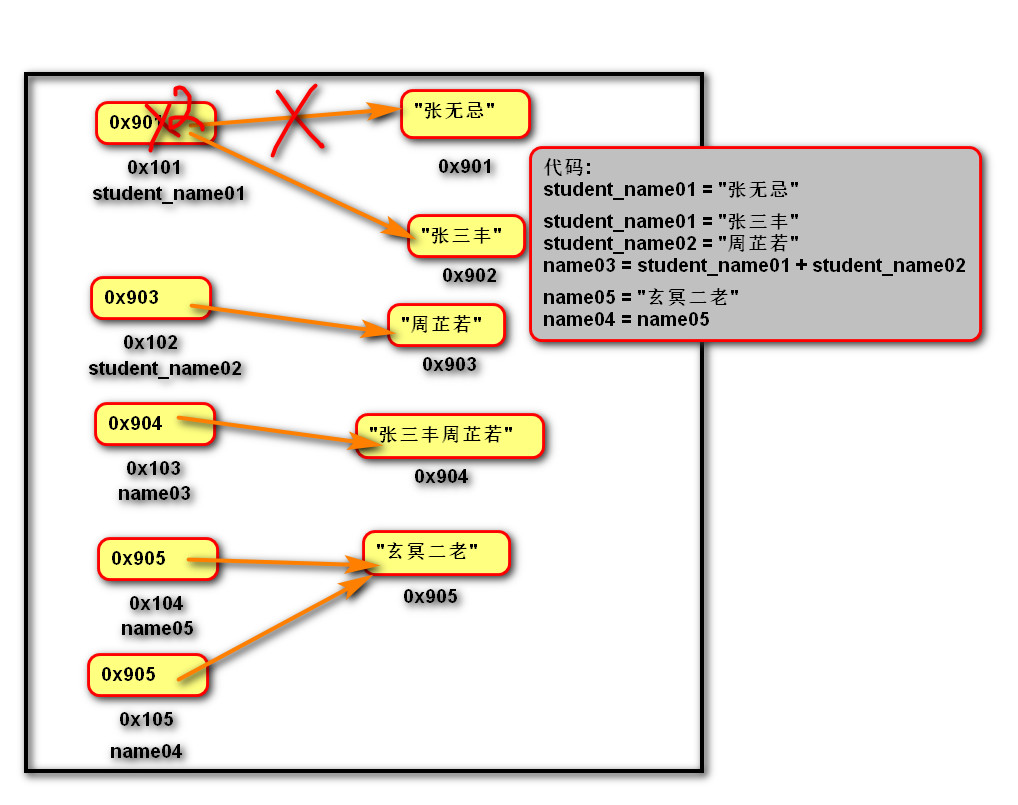 0x901
2
0x101
student_name01
"张无忌"
0x901
"张三丰"
0x902
0x903
0x102
student_name02
"周芷若"
0x903
0x904
0x103
name03
"张三丰周芷若"
0x904
0x905
0x104
name05
"玄冥二老"
0x905
0x905
0x105
name04
代码:
student_name01 = "张无忌"
student_name01 = "张三丰"
student_name02 = "周芷若"
name03 = student_name01 + student_name02
name05 = "玄冥二老"
name04 = name05